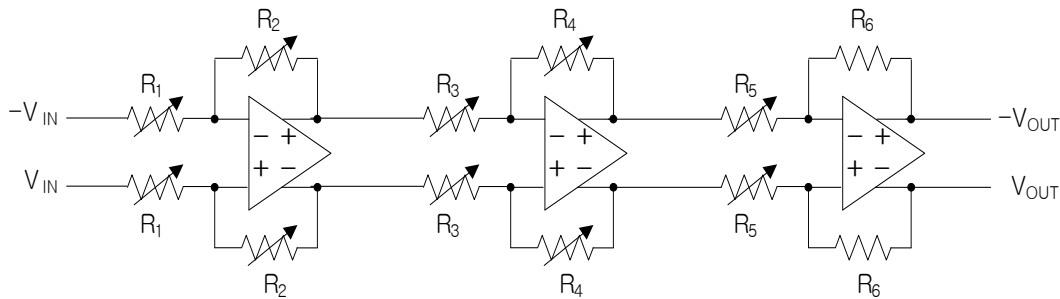 R2 R4 R6
R1 R3 R5
-VIN - + - + - + -VOUT
VIN + - + - + - VOUT
R1 R3 R5
R2 R4 R6